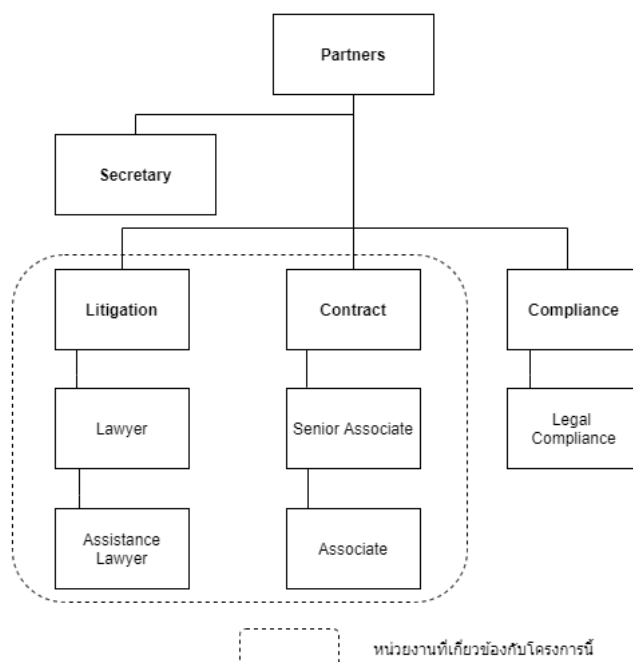 Partners
Secretary
Litigation
Contract
Compliance
Lawyer
Senior Associate
Legal
Compliance
Assistance
Lawyer
Associate
หน่วยงานที่เกี่ยวข้องกับโครงการนี้